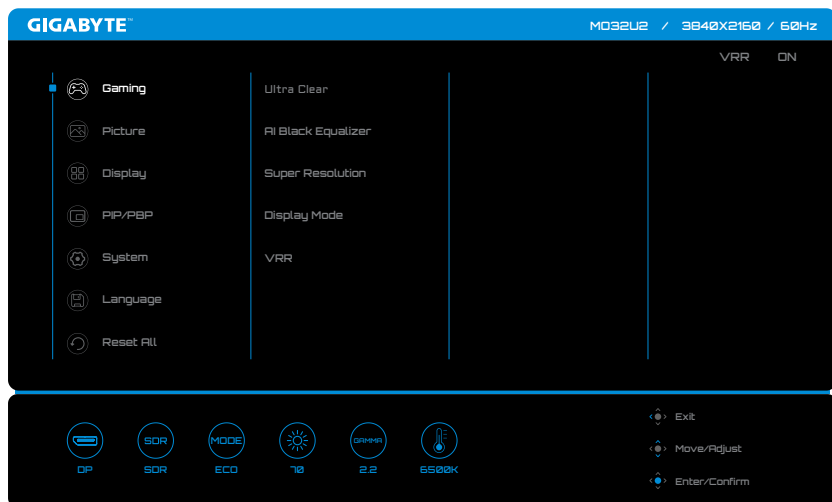 GIGABYTE™
MO32U2 / 3840X2160 / 60Hz
VRR ON
Gaming
Picture
Display
PIP/PBP
System
Language
Reset All
Ultra Clear
AI Black Equalizer
Super Resolution
Display Mode
VRR
SDR
MODE
GAMMA
DP
SDR
ECO
70
2.2
6500K
Exit
Move/Adjust
Enter/Confirm